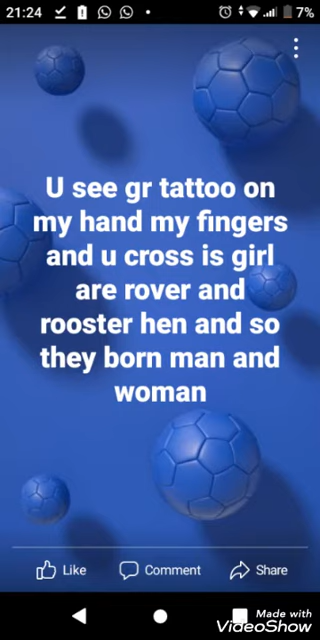 21:24
7%
U see gr tattoo on
my hand my fingers
and u cross is girl
are rover and
rooster hen and so
they born man and
woman
Like Comment Share
Made with
VideoShow